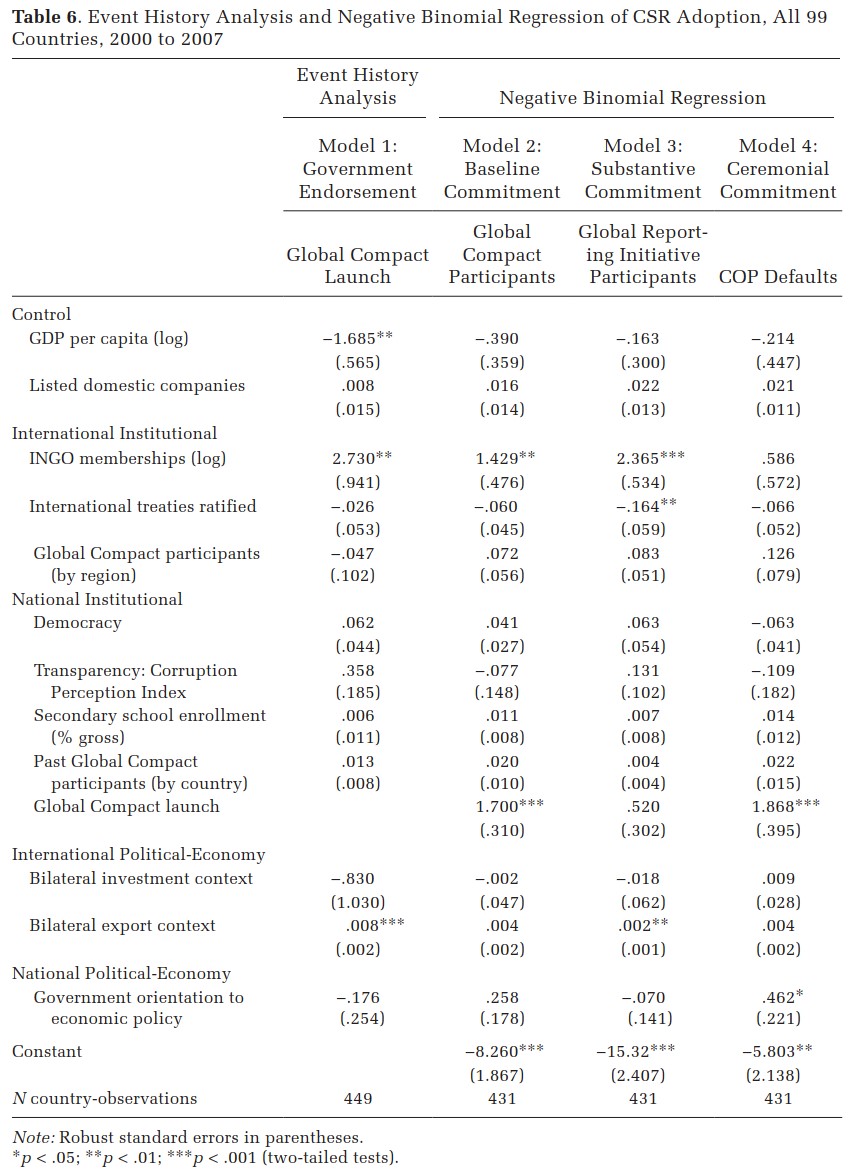 Table 6. Event History Analysis and Negative Binomial Regression of CSR Adoption, All 99
Countries, 2000 to 2007
Event History
Analysis
Negative Binomial Regression
Model 1: Model 2: Model 3: Model 4:
Government Baseline Substantive Ceremonial
Endorsement Commitment Commitment Commitment
Global Global Report-
Global Compact Compact ing Initiative
Launch Participants Participants COP Defaults
Control
GDP per capita (log) −1.685** −.390 −.163 −.214
(.565) (.359) (.300) (.447)
Listed domestic companies .008 .016 .022 .021
(.015) (.014) (.013) (.011)
International Institutional
INGO memberships (log) 2.730** 1.429** 2.365*** .586
(.941) (.476) (.534) (.572)
International treaties ratified −.026 −.060 −.164** −.066
(.053) (.045) (.059) (.052)
Global Compact participants −.047 .072 .083 .126
(by region) (.102) (.056) (.051) (.079)
National Institutional
Democracy .062 .041 .063 −.063
(.044) (.027) (.054) (.041)
Transparency: Corruption .358 −.077 .131 −.109
Perception Index (.185) (.148) (.102) (.182)
Secondary school enrollment .006 .011 .007 .014
(% gross) (.011) (.008) (.008) (.012)
Past Global Compact .013 .020 .004 .022
participants (by country) (.008) (.010) (.004) (.015)
Global Compact launch 1.700*** .520 1.868***
(.310) (.302) (.395)
International Political-Economy
Bilateral investment context −.830 −.002 −.018 .009
(1.030) (.047) (.062) (.028)
Bilateral export context .008*** .004 .002** .004
(.002) (.002) (.001) (.002)
National Political-Economy
Government orientation to −.176 .258 −.070 .462*
economic policy (.254) (.178) (.141) (.221)
Constant −8.260*** −15.32*** −5.803**
(1.867) (2.407) (2.138)
N country-observations 449 431 431 431
Note: Robust standard errors in parentheses.
*p < .05; **p < .01; ***p < .001 (two-tailed tests).